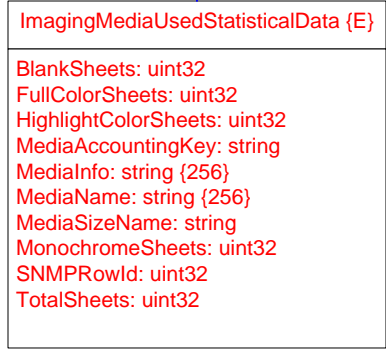 ImagingMediaUsedStatisticalData {E}
BlankSheets: uint32
FullColorSheets: uint32
HighlightColorSheets: uint32
MediaAccountingKey: string
MediaInfo: string {256}
MediaName: string {256}
MediaSizeName: string
MonochromeSheets: uint32
SNMPRowId: uint32
TotalSheets: uint32